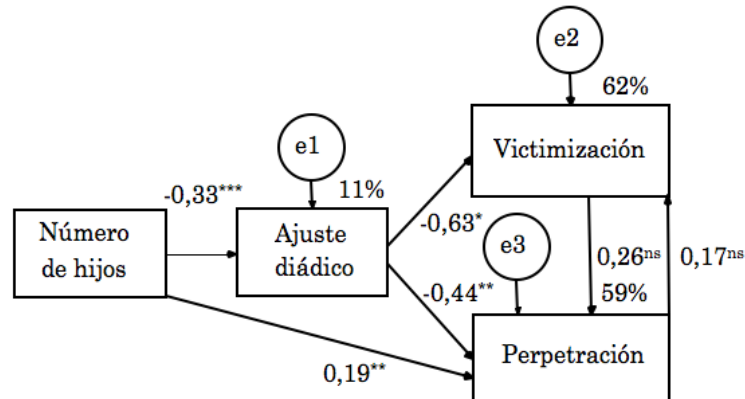 e2
62%
Victimización
e1
-0,33***
11%
Número
de hijos
Ajuste
diádico
-0,63*
e3
0,26ns
0,17ns
-0,44**
59%
Perpetración
0,19**